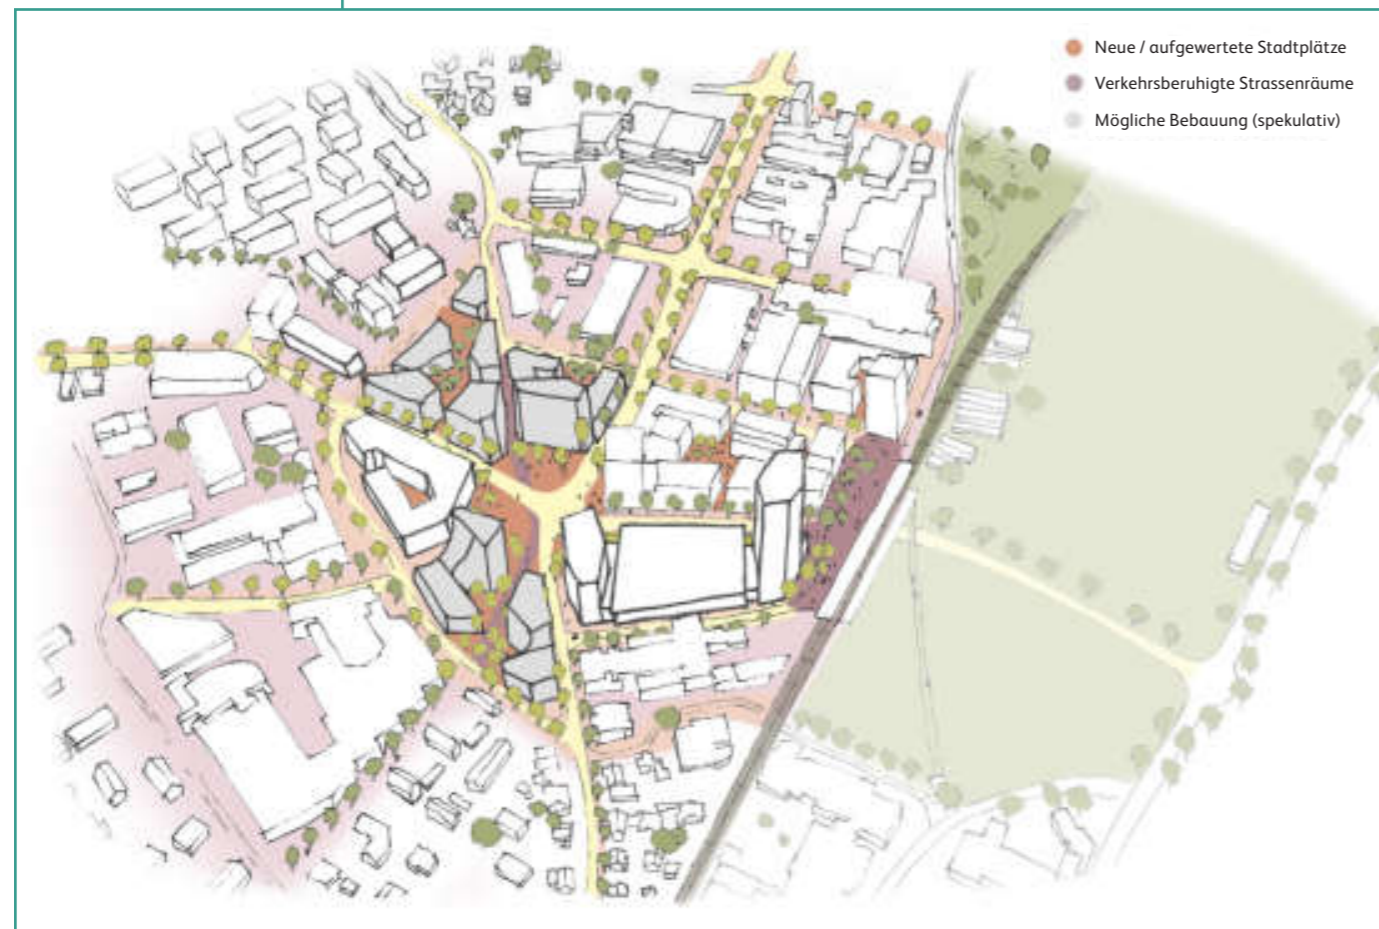 Neue / aufgewertete Stadtplätze
Verkehrsberuhigte Strassenräume
Mögliche Bebauung (spekulativ)